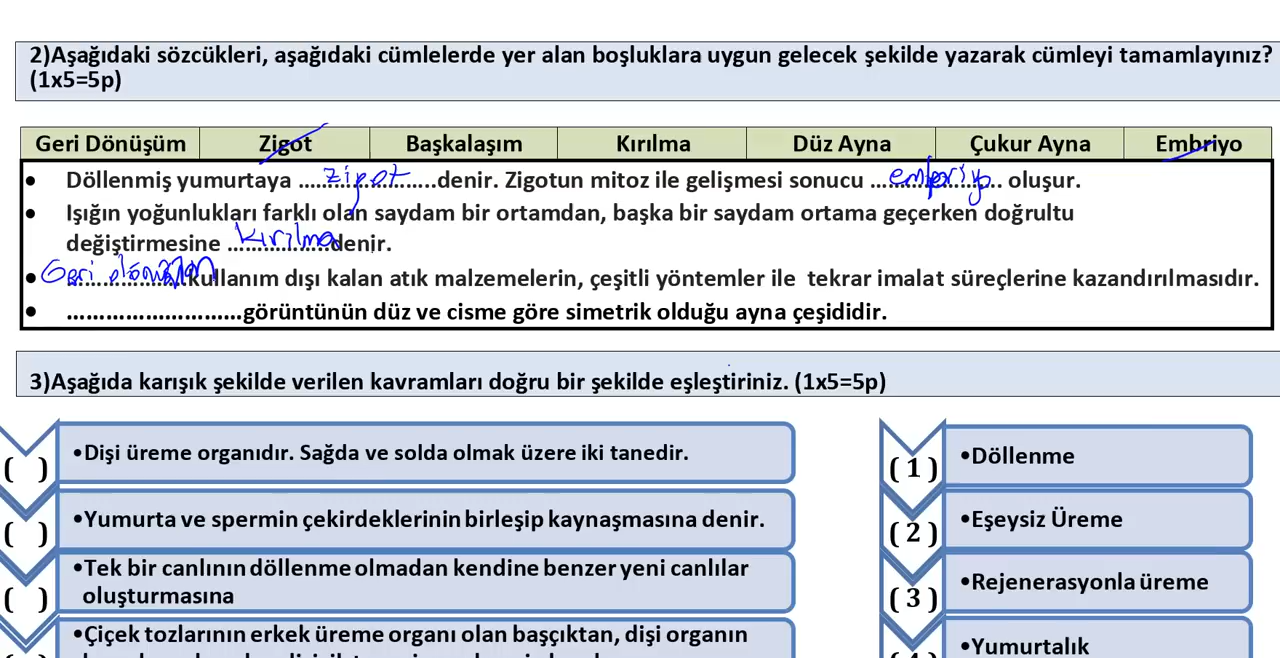 2)Aşağıdaki sözcükleri, aşağıdaki cümlelerde yer alan boşluklara uygun gelecek şekilde yazarak cümleyi tamamlayınız?
(1x5=5p)
Geri Dönüşüm Zigot Başkalaşım Kırılma Düz Ayna Çukur Ayna Embriyo
• Döllenmiş yumurtaya ......zigot......denir. Zigotun mitoz ile gelişmesi sonucu ...embriyo... oluşur.
• Işığın yoğunlukları farklı olan saydam bir ortamdan, başka bir saydam ortama geçerken doğrultu
değiştirmesine ...kırılma...denir.
• Geri ..................kullanım dışı kalan atık malzemelerin, çeşitli yöntemler ile tekrar imalat süreçlerine kazandırılmasıdır.
• ...........................görüntünün düz ve cisme göre simetrik olduğu ayna çeşididir.
3)Aşağıda karışık şekilde verilen kavramları doğru bir şekilde eşleştiriniz. (1x5=5p)
( ) •Dişi üreme organıdır. Sağda ve solda olmak üzere iki tanedir. (1) •Döllenme
( ) •Yumurta ve spermin çekirdeklerinin birleşip kaynaşmasına denir. (2) •Eşeysiz Üreme
( ) •Tek bir canlının döllenme olmadan kendine benzer yeni canlılar
oluşturmasına (3) •Rejenerasyonla üreme
•Çiçek tozlarının erkek üreme organı olan başçıktan, dişi organın •Yumurtalık